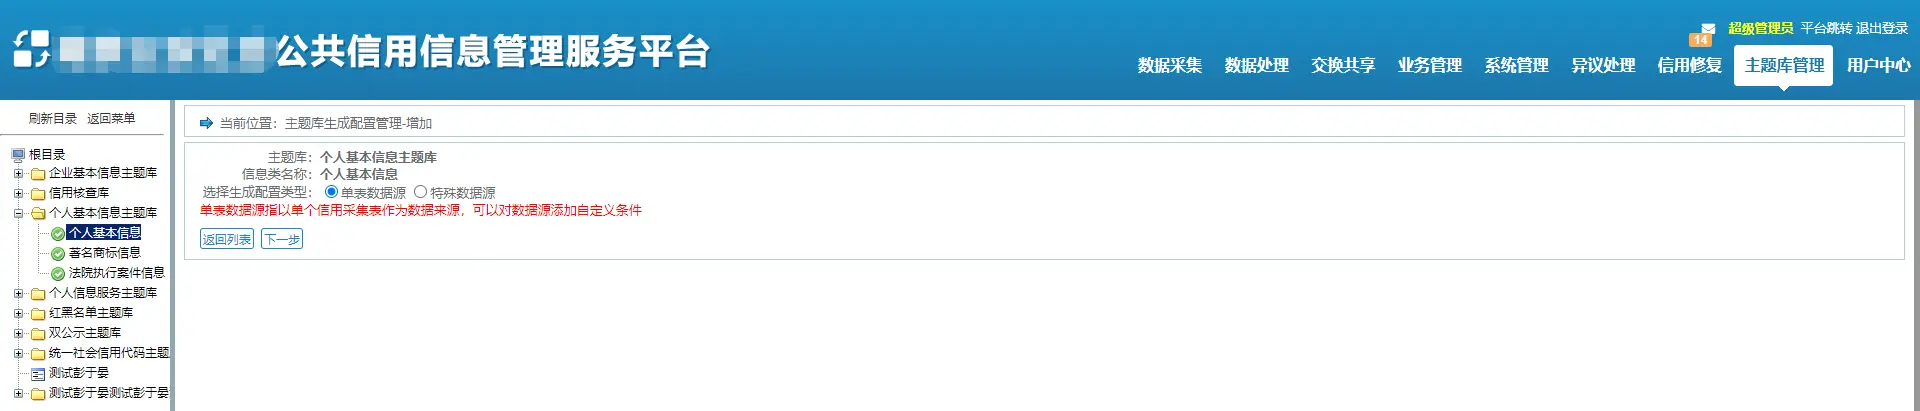 公共信用信息管理服务平台
14 超级管理员 平台跳转 退出登录
数据采集 数据处理 交换共享 业务管理 系统管理 异议处理 信用修复 主题库管理 用户中心
刷新目录 返回菜单
根目录
企业基本信息主题库
信用核查库
个人基本信息主题库
个人基本信息
著名商标信息
法院执行案件信息
个人信息服务主题库
红黑名单主题库
双公示主题库
统一社会信用代码主题
测试彭于晏
测试彭于晏测试彭于晏
当前位置：主题库生成配置管理-增加
主题库：个人基本信息主题库
信息类名称：个人基本信息
选择生成配置类型：单表数据源 特殊数据源
单表数据源指以单个信用采集表作为数据来源，可以对数据源添加自定义条件
返回列表 下一步